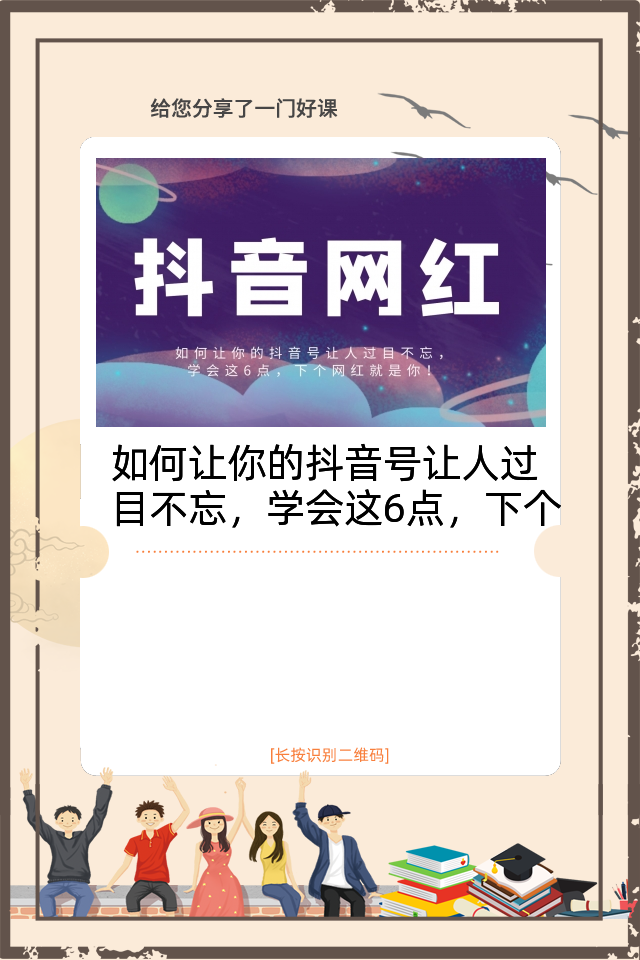 给您分享了一门好课
抖音网红
如何让你的抖音号让人过目不忘，
学会这6点，下个网红就是你！
如何让你的抖音号让人过
目不忘，学会这6点，下个
[长按识别二维码]